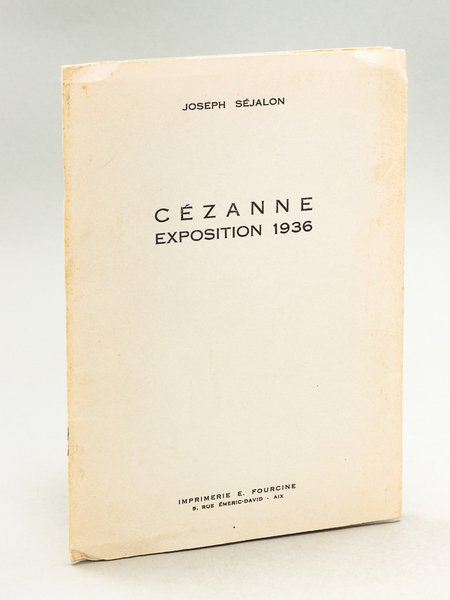 JOSEPH SÉJALON
CÉZANNE
EXPOSITION 1936
IMPRIMERIE E. FOURCINE
5, RUE ÉMERIC-DAVID - AIX